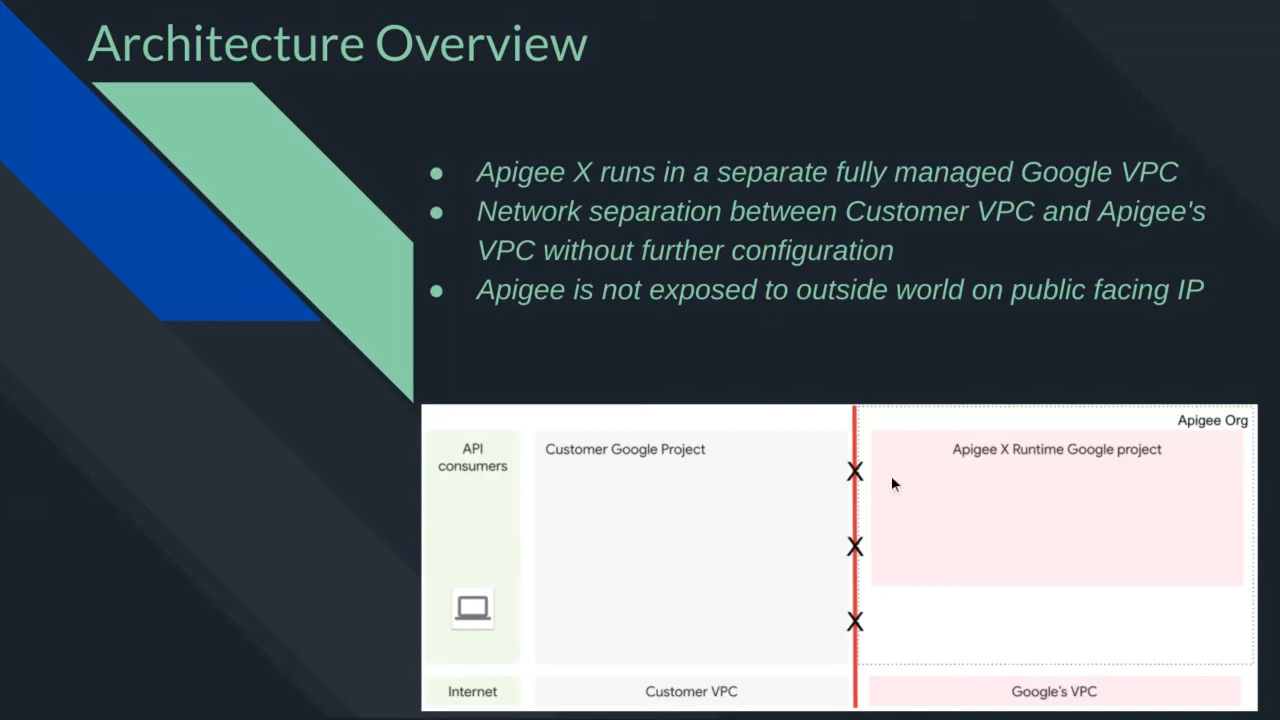 Architecture Overview
● Apigee X runs in a separate fully managed Google VPC
● Network separation between Customer VPC and Apigee's
VPC without further configuration
● Apigee is not exposed to outside world on public facing IP
Apigee Org
API
consumers
Customer Google Project
Apigee X Runtime Google project
X
X
X
Internet
Customer VPC
Google's VPC